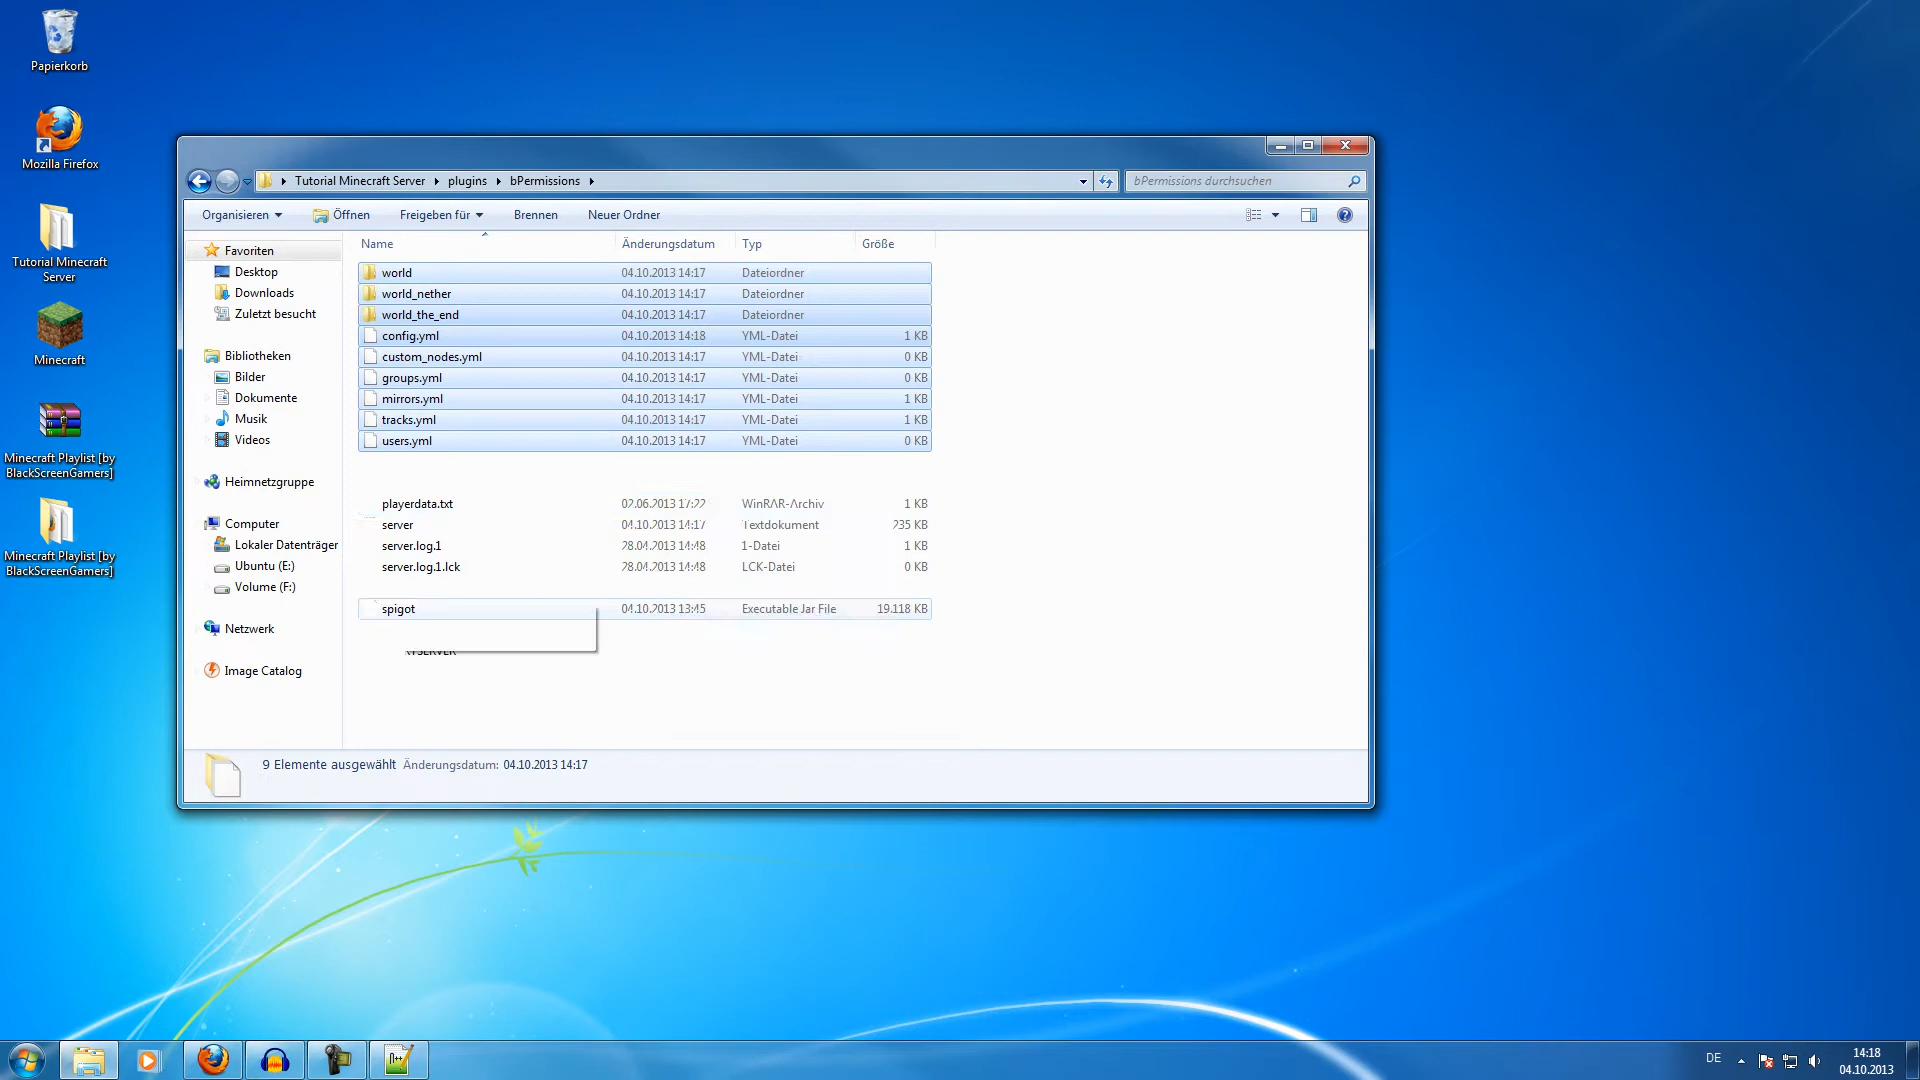 Papierkorb
Mozilla Firefox
Tutorial Minecraft
Server
Minecraft
Minecraft Playlist [by
BlackScreenGamers]
Minecraft Playlist [by
BlackScreenGamers]
Tutorial Minecraft Server plugins bPermissions
bPermissions durchsuchen
Organisieren Öffnen Freigeben für Brennen Neuer Ordner
Favoriten
Desktop
Downloads
Zuletzt besucht
Bibliotheken
Bilder
Dokumente
Musik
Videos
Heimnetzgruppe
Computer
Lokaler Datenträger
Ubuntu (E:)
Volume (F:)
Netzwerk
Image Catalog
Name Änderungsdatum Typ Größe
world 04.10.2013 14:17 Dateiordner
world_nether 04.10.2013 14:17 Dateiordner
world_the_end 04.10.2013 14:17 Dateiordner
config.yml 04.10.2013 14:18 YML-Datei 1 KB
custom_nodes.yml 04.10.2013 14:17 YML-Datei 0 KB
groups.yml 04.10.2013 14:17 YML-Datei 0 KB
mirrors.yml 04.10.2013 14:17 YML-Datei 1 KB
tracks.yml 04.10.2013 14:17 YML-Datei 1 KB
users.yml 04.10.2013 14:17 YML-Datei 0 KB
playerdata.txt 02.06.2013 17:22 WinRAR-Archiv 1 KB
server 04.10.2013 14:17 Textdokument 235 KB
server.log.1 28.04.2013 14:48 1-Datei 1 KB
server.log.1.lck 28.04.2013 14:48 LCK-Datei 0 KB
spigot 04.10.2013 13:45 Executable Jar File 19.118 KB
9 Elemente ausgewählt Änderungsdatum: 04.10.2013 14:17
DE
14:18
04.10.2013